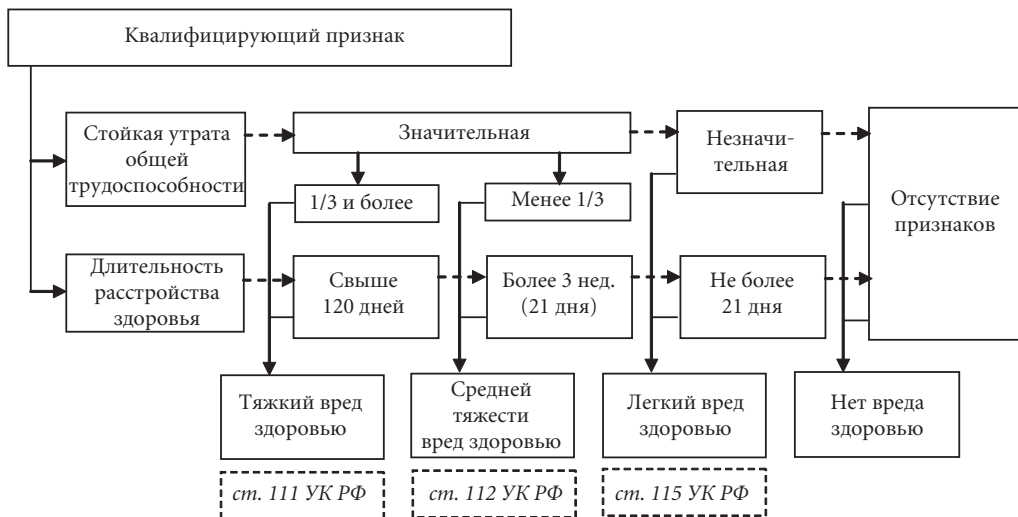 Квалифицирующий признак
Стойкая утрата
общей
трудоспособности
Значительная
Незначи-
тельная
Отсутствие
признаков
1/3 и более
Менее 1/3
Длительность
расстройства
здоровья
Свыше
120 дней
Более 3 нед.
(21 дня)
Не более
21 дня
Тяжкий вред
здоровью
Средней
тяжести
вред здоровью
Легкий вред
здоровью
Нет вреда
здоровью
ст. 111 УК РФ
ст. 112 УК РФ
ст. 115 УК РФ